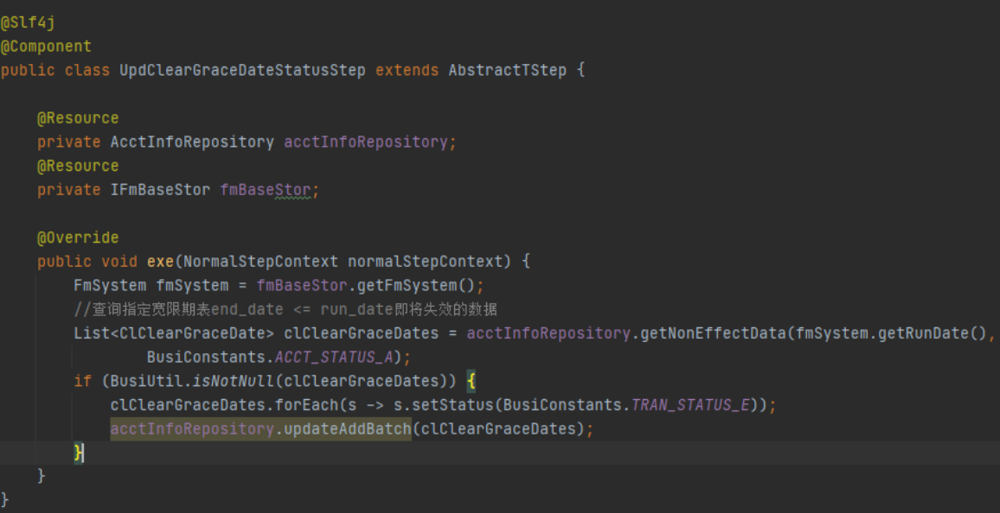 @Slf4j
@Component
public class UpdClearGraceDateStatusStep extends AbstractTStep {
@Resource
private AcctInfoRepository acctInfoRepository;
@Resource
private IFmBaseStor fmBaseStor;
@Override
public void exe(NormalStepContext normalStepContext) {
FmSystem fmSystem = fmBaseStor.getFmSystem();
//查询指定宽限期表end_date <= run_date即将失效的数据
List<ClClearGraceDate> clClearGraceDates = acctInfoRepository.getNonEffectData(fmSystem.getRunDate(),
BusiConstants.ACCT_STATUS_A);
if (BusiUtil.isNotNull(clClearGraceDates)) {
clClearGraceDates.forEach(s -> s.setStatus(BusiConstants.TRAN_STATUS_E));
acctInfoRepository.updateAddBatch(clClearGraceDates);
}
}
}